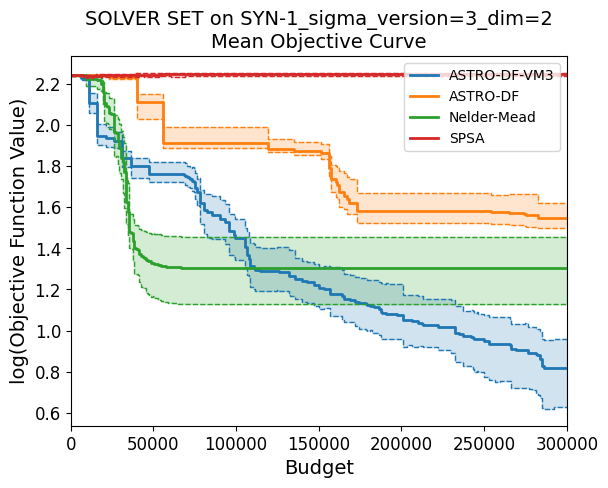 SOLVER SET on SYN-1_sigma_version=3_dim=2
Mean Objective Curve
log(Objective Function Value)
2.2
2.0
1.8
1.6
1.4
1.2
1.0
0.8
0.6
ASTRO-DF-VM3
ASTRO-DF
Nelder-Mead
SPSA
0 50000 100000 150000 200000 250000 300000
Budget